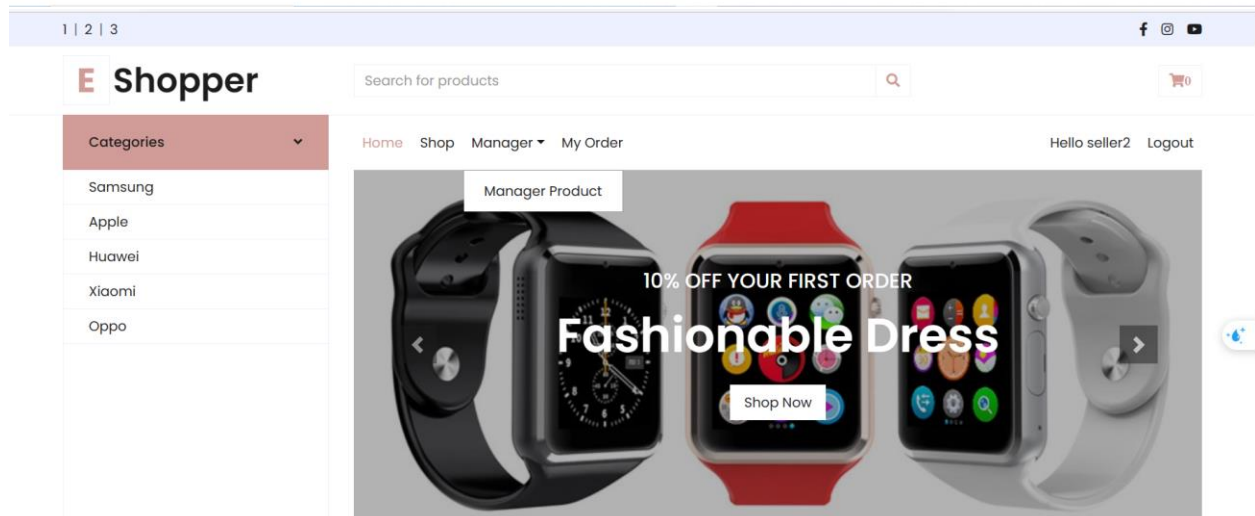 1 | 2 | 3
E Shopper
Search for products
0
Categories
Home Shop Manager My Order
Hello seller2 Logout
Manager Product
Samsung
Apple
Huawei
Xiaomi
Oppo
10% OFF YOUR FIRST ORDER
Fashionable Dress
Shop Now